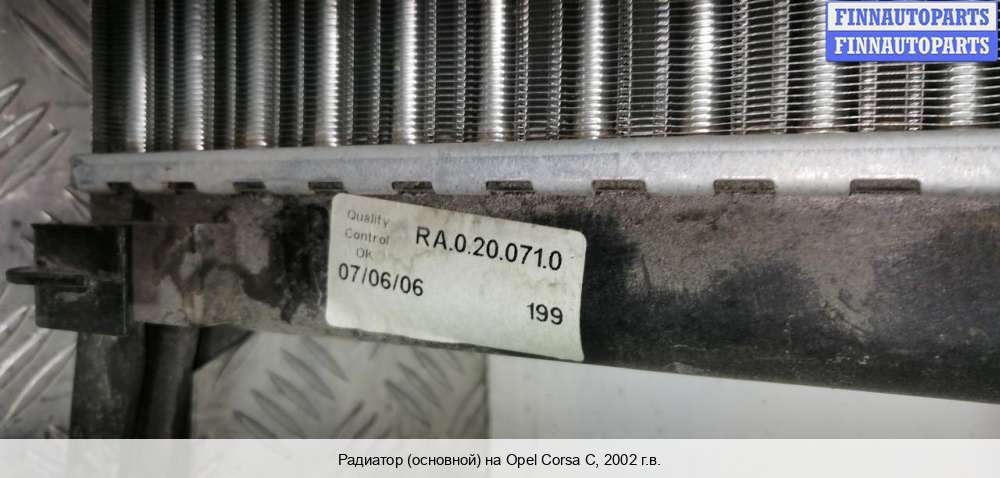 FINNAUTOPARTS
FINNAUTOPARTS
Quality
Control
OK
RA.0.20.071.0
07/06/06
199
Радиатор (основной) на Opel Corsa C, 2002 г.в.